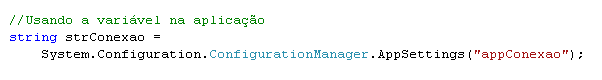 //Usando a variável na aplicação
string strConexao =
System.Configuration.ConfigurationManager.AppSettings("appConexao");